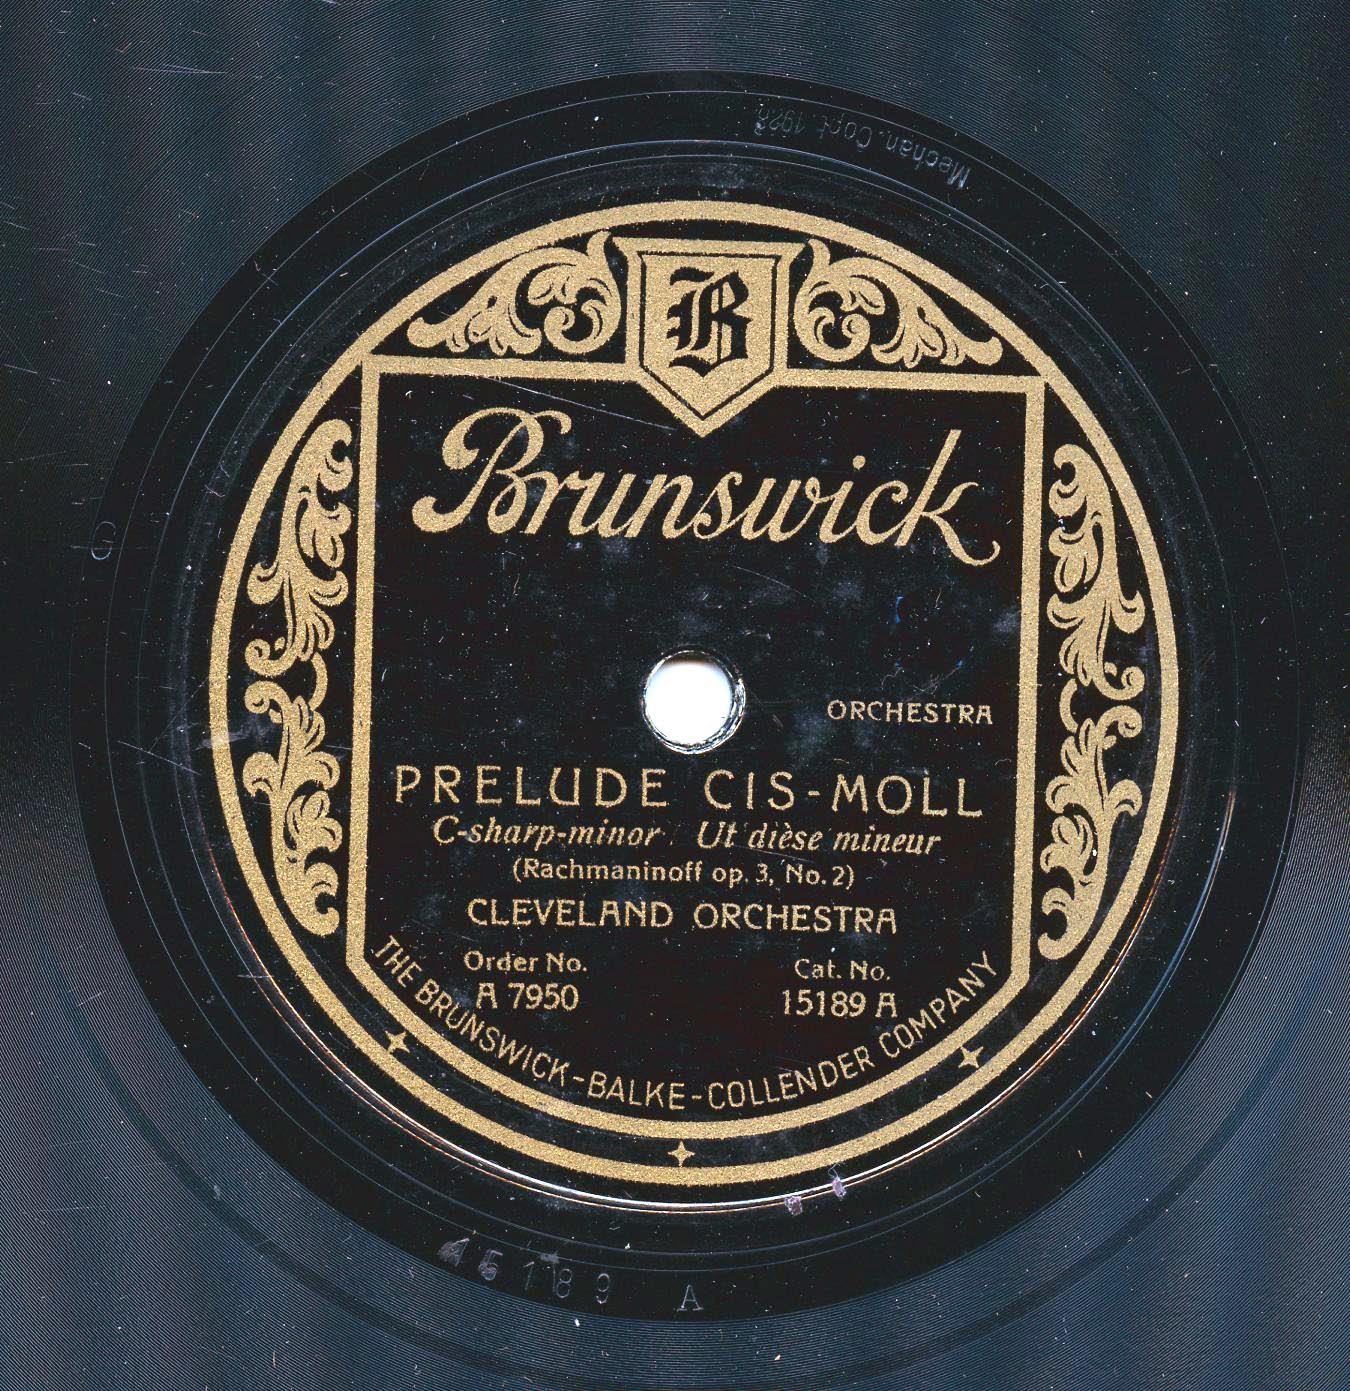 Mechan. Copt. 1928
B
Brunswick
ORCHESTRA
PRELUDE CIS-MOLL
C-sharp-minor Ut dièse mineur
(Rachmaninoff op. 3, No. 2)
CLEVELAND ORCHESTRA
Order No. Cat. No.
A 7950 15189 A
THE BRUNSWICK-BALKE-COLLENDER COMPANY
15189 A